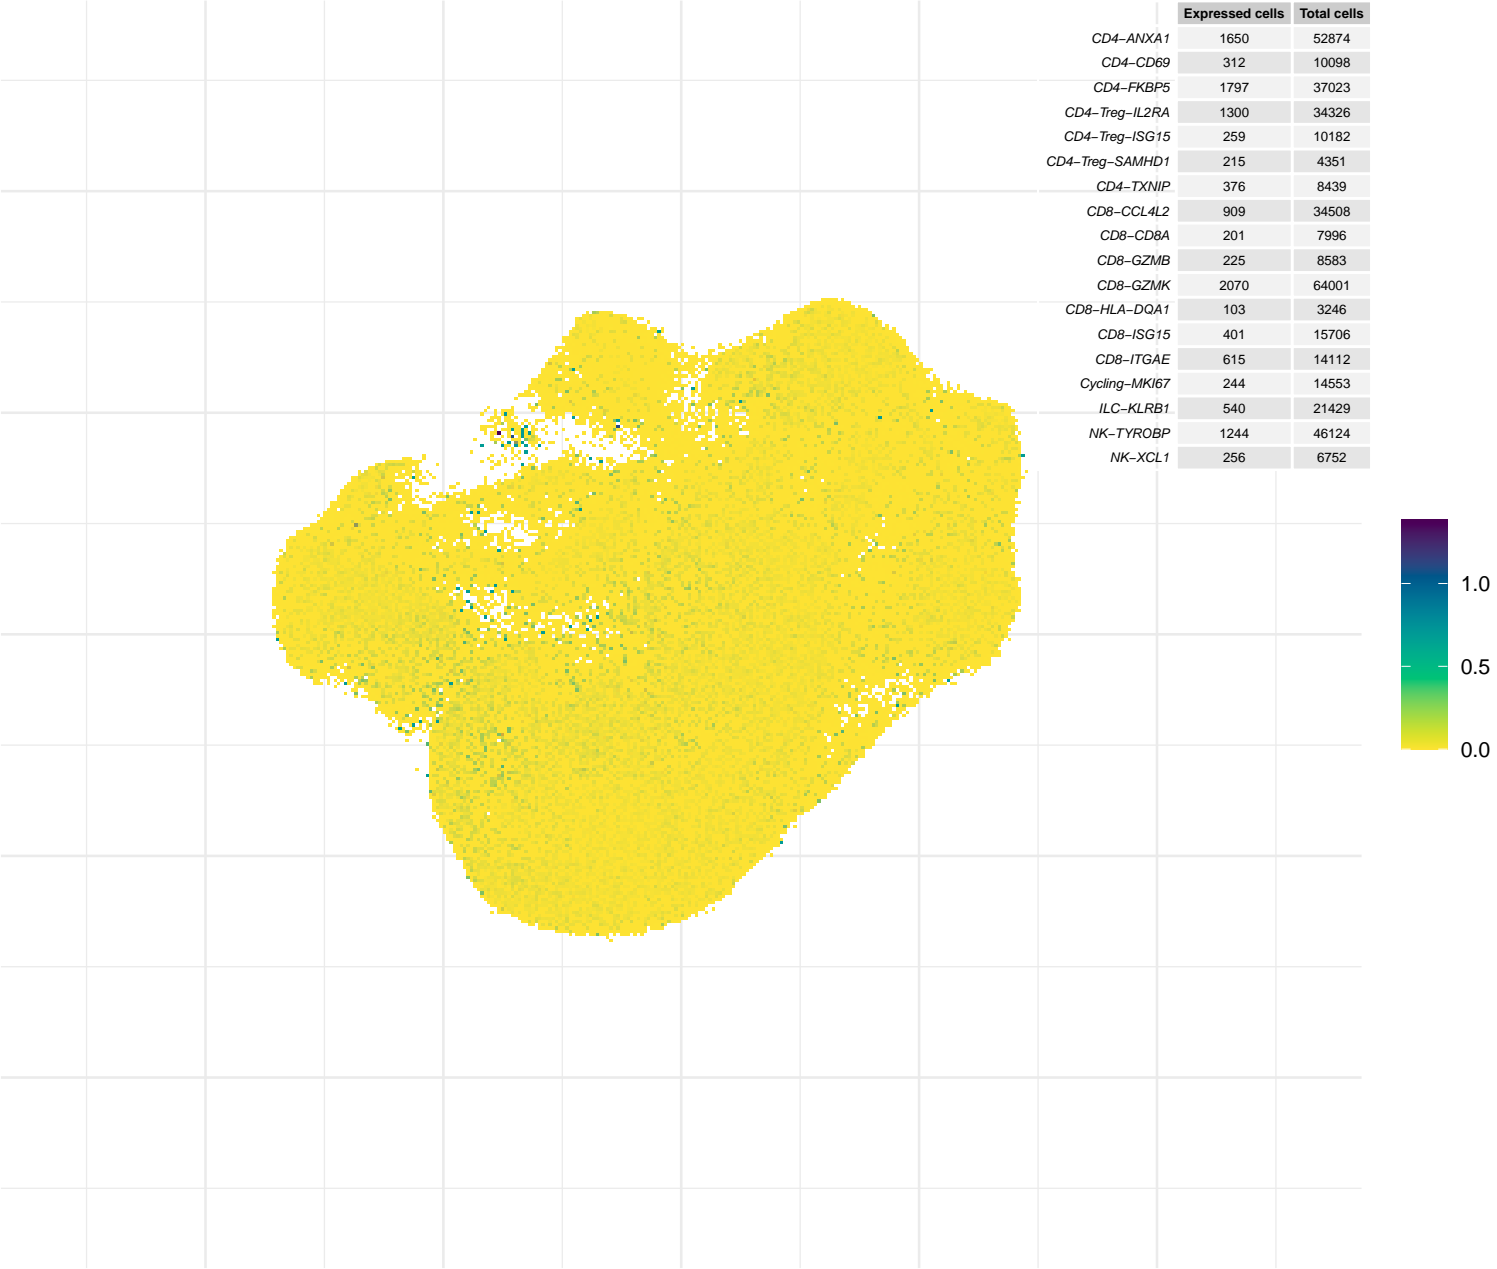 Expressed cells Total cells
CD4−ANXA1 1650 52874
CD4−CD69 312 10098
CD4−FKBP5 1797 37023
CD4−Treg−IL2RA 1300 34326
CD4−Treg−ISG15 259 10182
CD4−Treg−SAMHD1 215 4351
CD4−TXNIP 376 8439
CD8−CCL4L2 909 34508
CD8−CD8A 201 7996
CD8−GZMB 225 8583
CD8−GZMK 2070 64001
CD8−HLA−DQA1 103 3246
CD8−ISG15 401 15706
CD8−ITGAE 615 14112
Cycling−MKI67 244 14553
ILC−KLRB1 540 21429
NK−TYROBP 1244 46124
NK−XCL1 256 6752
1.0
0.5
0.0